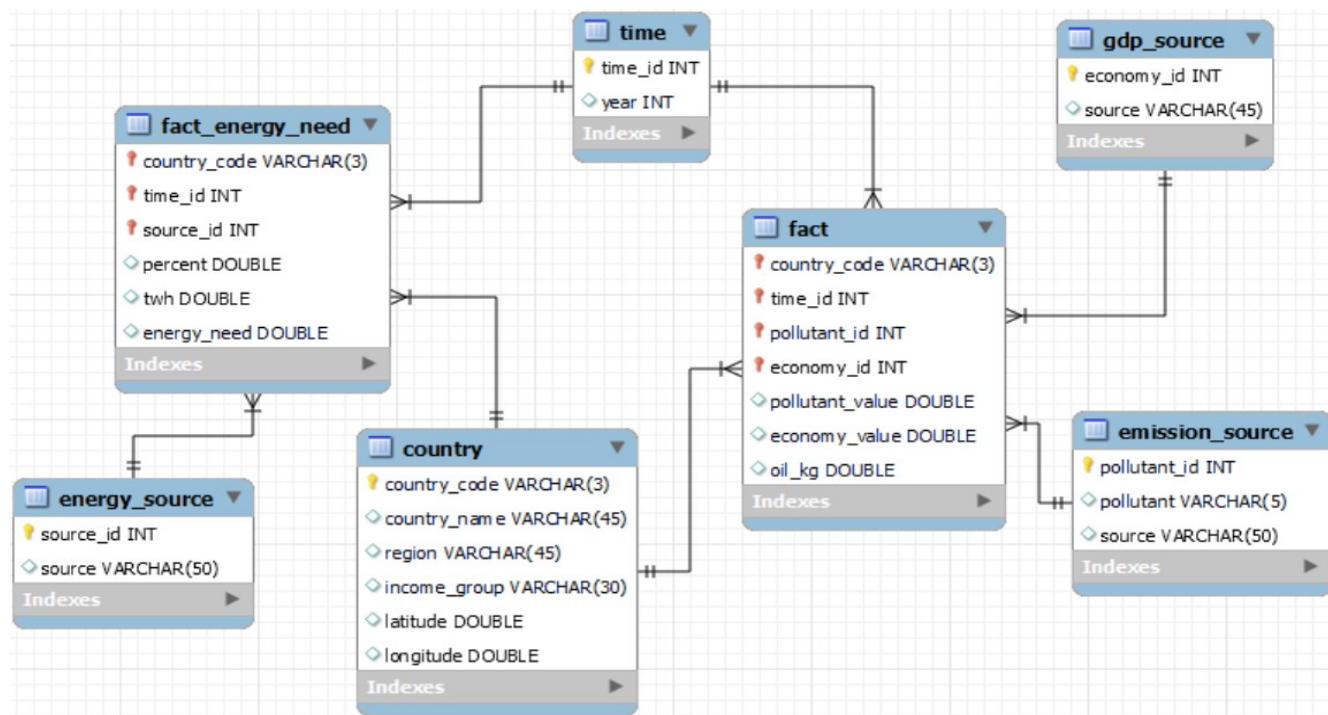 time
time_id INT
year INT
Indexes
gdp_source
economy_id INT
source VARCHAR(45)
Indexes
fact_energy_need
country_code VARCHAR(3)
time_id INT
source_id INT
percent DOUBLE
twh DOUBLE
energy_need DOUBLE
Indexes
fact
country_code VARCHAR(3)
time_id INT
pollutant_id INT
economy_id INT
pollutant_value DOUBLE
economy_value DOUBLE
oil_kg DOUBLE
Indexes
energy_source
source_id INT
source VARCHAR(50)
Indexes
country
country_code VARCHAR(3)
country_name VARCHAR(45)
region VARCHAR(45)
income_group VARCHAR(30)
latitude DOUBLE
longitude DOUBLE
Indexes
emission_source
pollutant_id INT
pollutant VARCHAR(5)
source VARCHAR(50)
Indexes